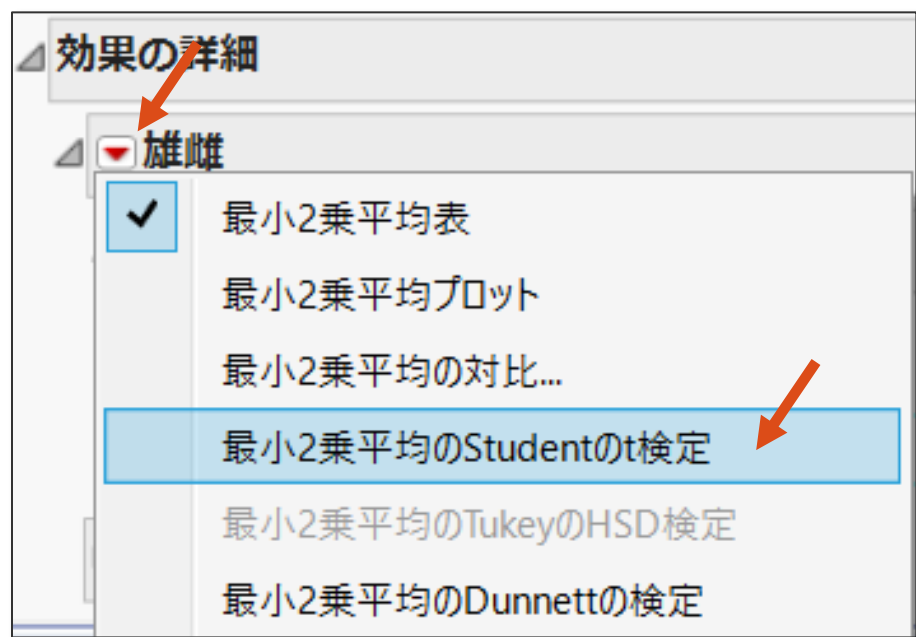 効果の詳細
雄雌
最小2乗平均表
最小2乗平均プロット
最小2乗平均の対比...
最小2乗平均のStudentのt検定
最小2乗平均のTukeyのHSD検定
最小2乗平均のDunnettの検定